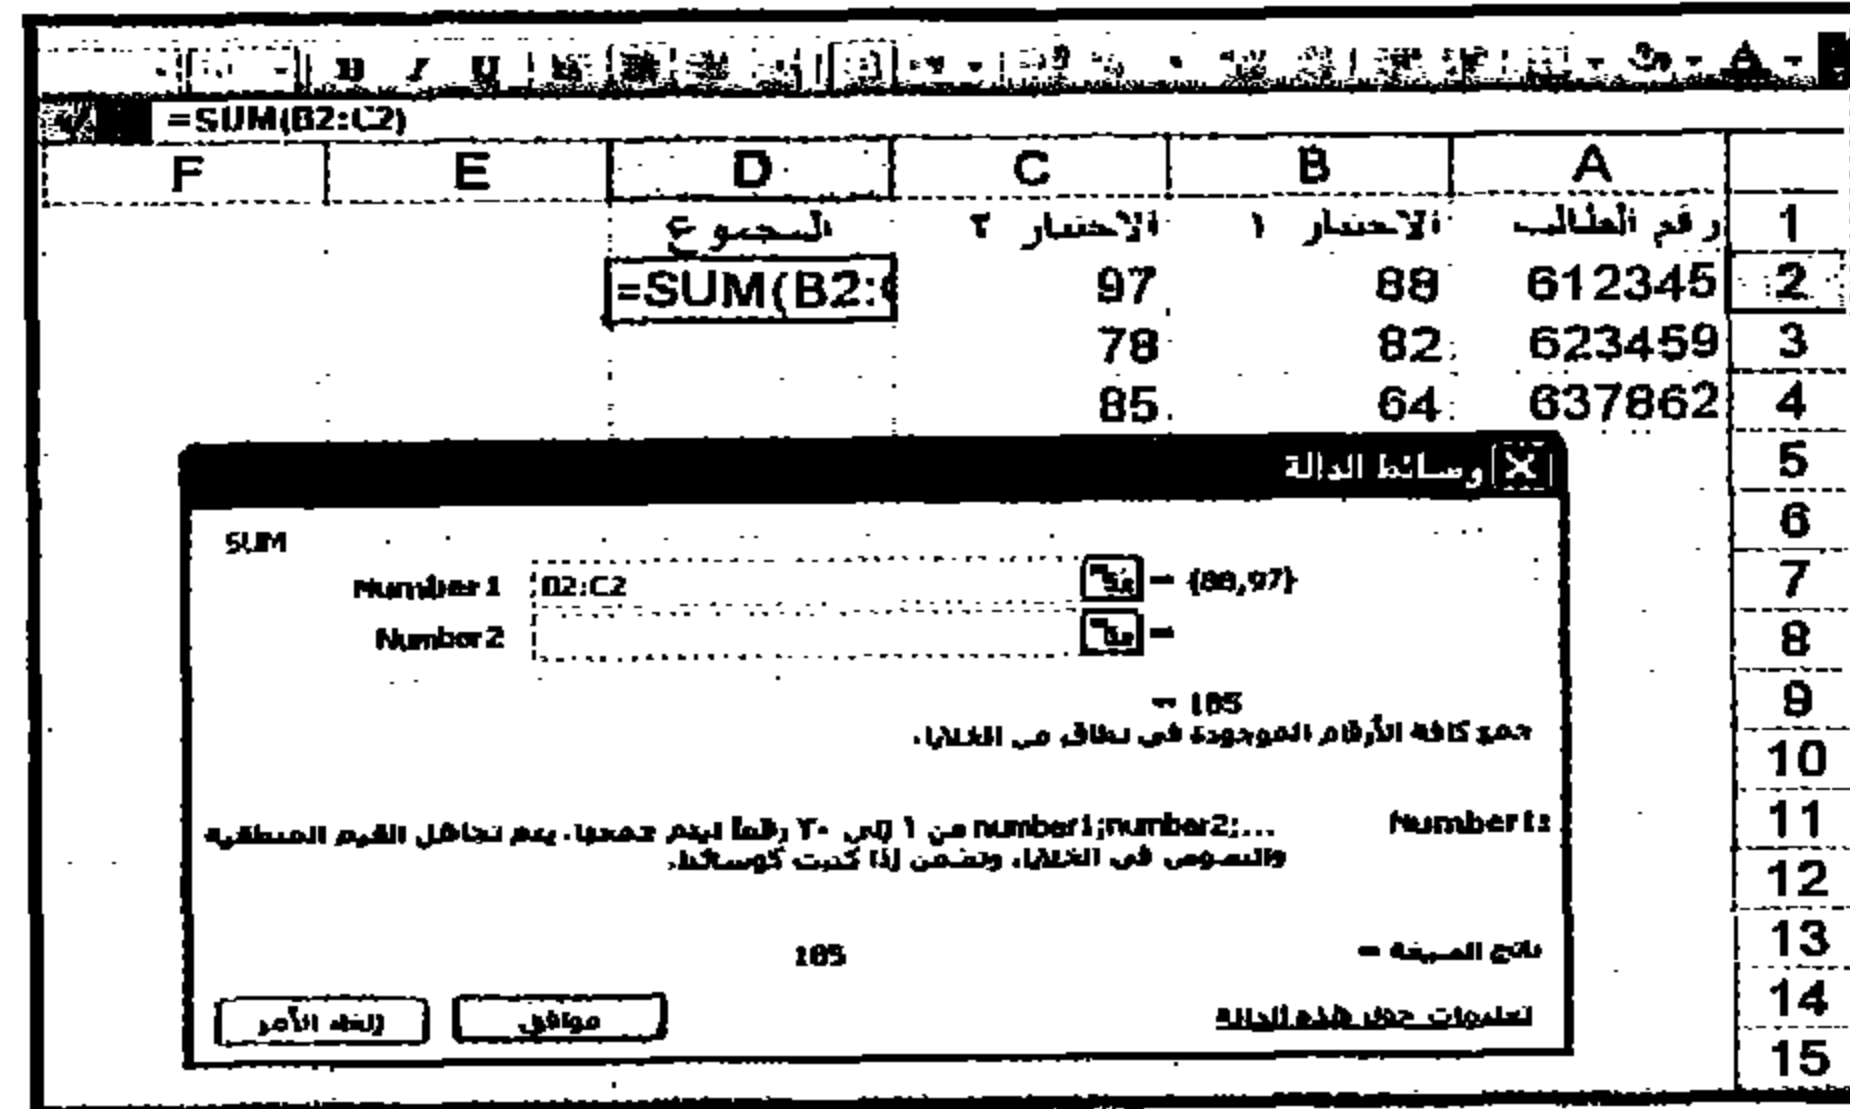 B I U
=SUM(B2:C2)
A B C D E F
1 رقم الطالب الاختبار ١ الاختبار ٢ المجموع
2 612345 88 97 =SUM(B2:C
3 623459 82 78
4 637862 64 85
5
6
7
8
9
10
11
12
13
14
15
وسائط الدالة
SUM
Number1 B2:C2 = {88,97}
Number2 =
= 185
جمع كافة الأرقام الموجودة في نطاق من الخلايا.
Number1: number1;number2;... من ١ إلى ٣٠ رقماً ليتم جمعها. يتم تجاهل القيم المنطقية
والنصوص في الخلايا، وتضمن إذا كتبت كوسائط.
ناتج الصيغة = 185
تعليمات حول هذه الدالة
موافق إلغاء الأمر